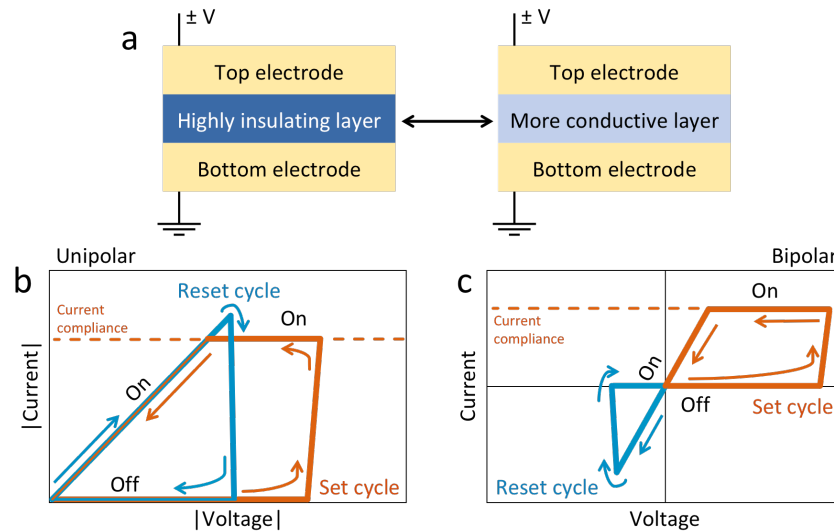 ± V
± V
a
Top electrode
Top electrode
Highly insulating layer
More conductive layer
Bottom electrode
Bottom electrode
Unipolar
Bipolar
b
c
Reset cycle
On
Current
compliance
On
Off
Set cycle
|Current|
|Voltage|
On
Current
compliance
On
Off
Set cycle
Reset cycle
Current
Voltage